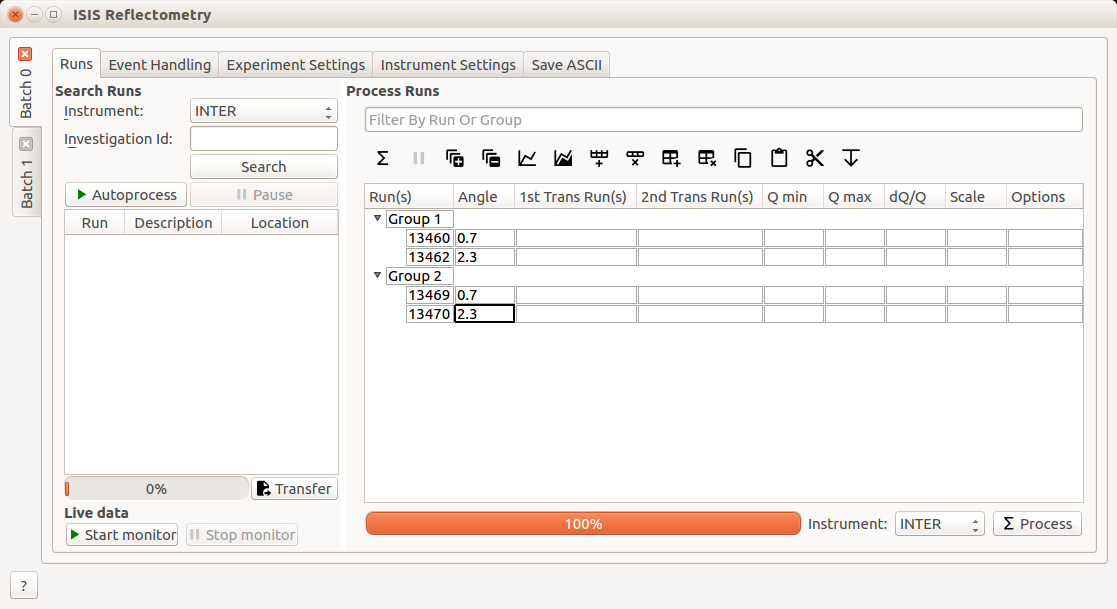 ISIS Reflectometry
Batch 0
Batch 1
Runs Event Handling Experiment Settings Instrument Settings Save ASCII
Search Runs
Instrument: INTER
Investigation Id:
Search
Autoprocess Pause
Run Description Location
0% Transfer
Live data
Start monitor Stop monitor
Process Runs
Filter By Run Or Group
Run(s) Angle 1st Trans Run(s) 2nd Trans Run(s) Q min Q max dQ/Q Scale Options
Group 1
13460 0.7
13462 2.3
Group 2
13469 0.7
13470 2.3
100% Instrument: INTER Σ Process
?